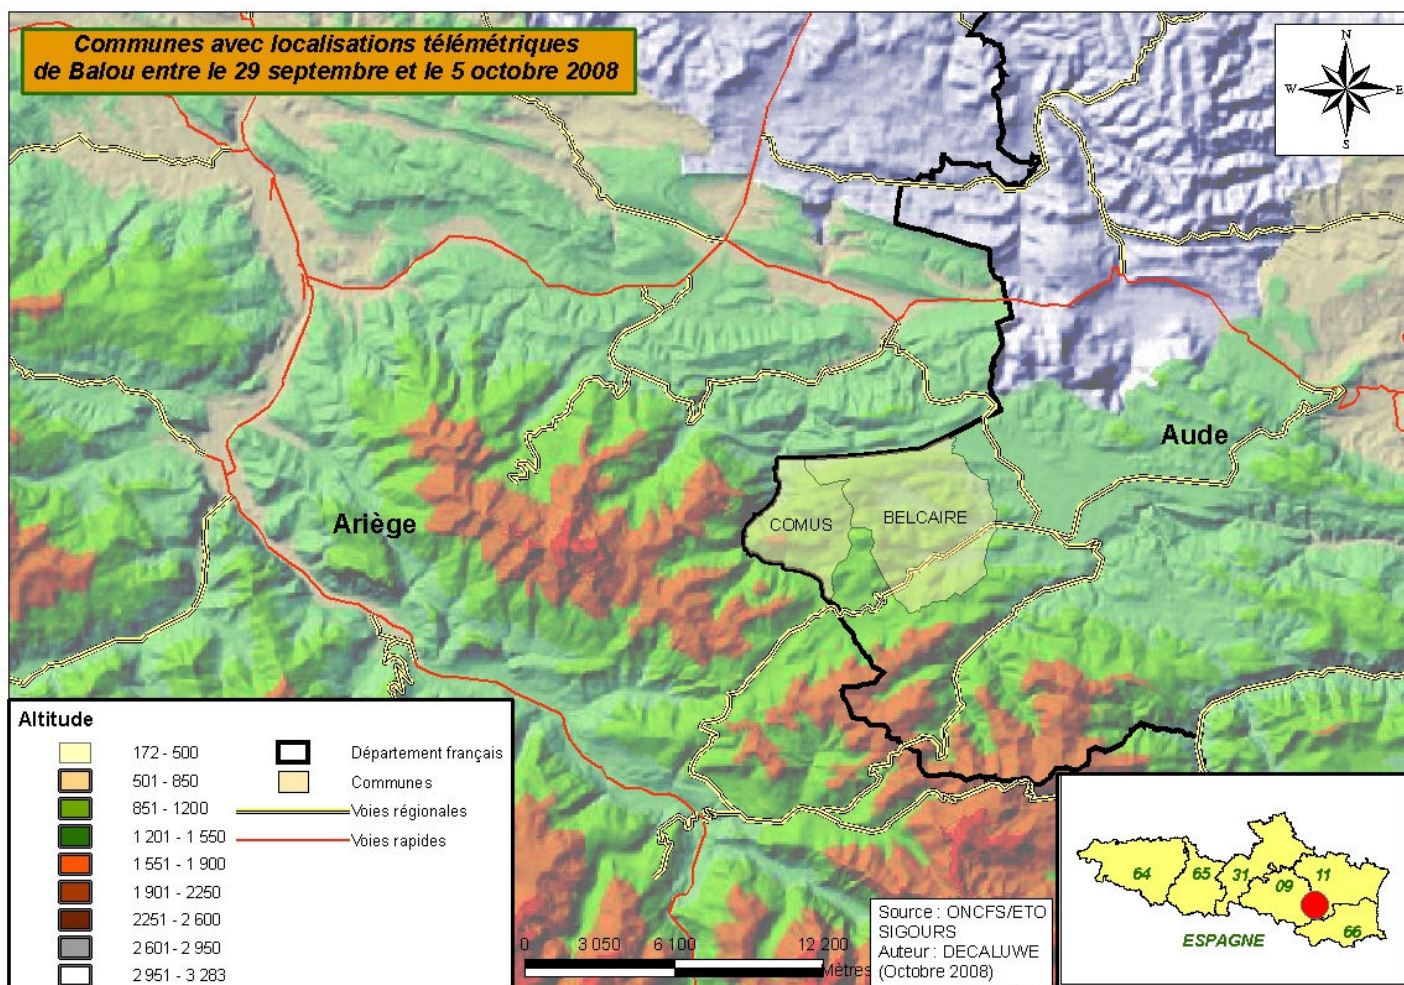 Communes avec localisations télémétriques
de Balou entre le 29 septembre et le 5 octobre 2008
N
W
E
S
Aude
Ariège
COMUS
BELCAIRE
Altitude
172 - 500
501 - 850
851 - 1200
1 201 - 1 550
1 551 - 1 900
1 901 - 2250
2251 - 2 600
2 601 - 2 950
2 951 - 3 283
Département français
Communes
Voies régionales
Voies rapides
0 3 050 6 100 12 200
Mètres
Source : ONCFS/ETO
SIGOURS
Auteur : DECALUWE
(Octobre 2008)
64
65
31
09
11
66
ESPAGNE